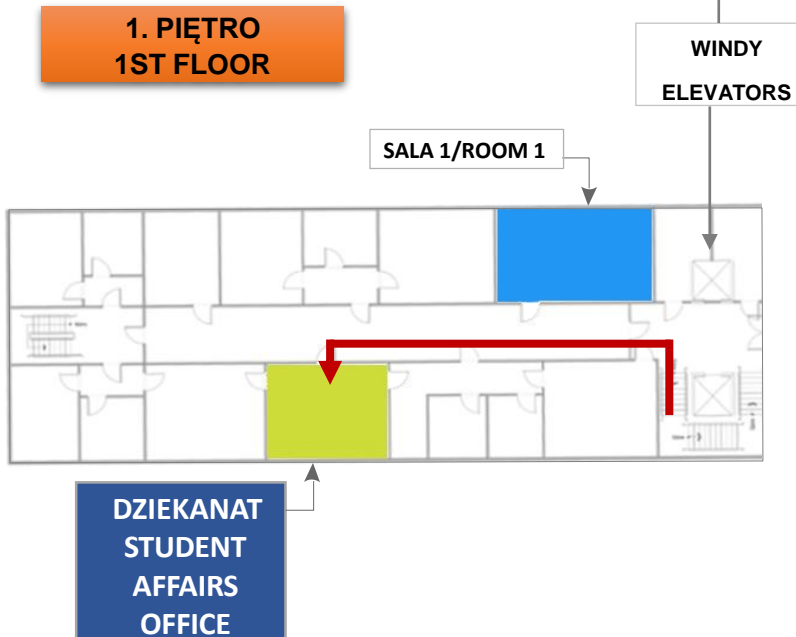 1. PIĘTRO
1ST FLOOR
WINDY
ELEVATORS
SALA 1/ROOM 1
DZIEKANAT
STUDENT
AFFAIRS
OFFICE